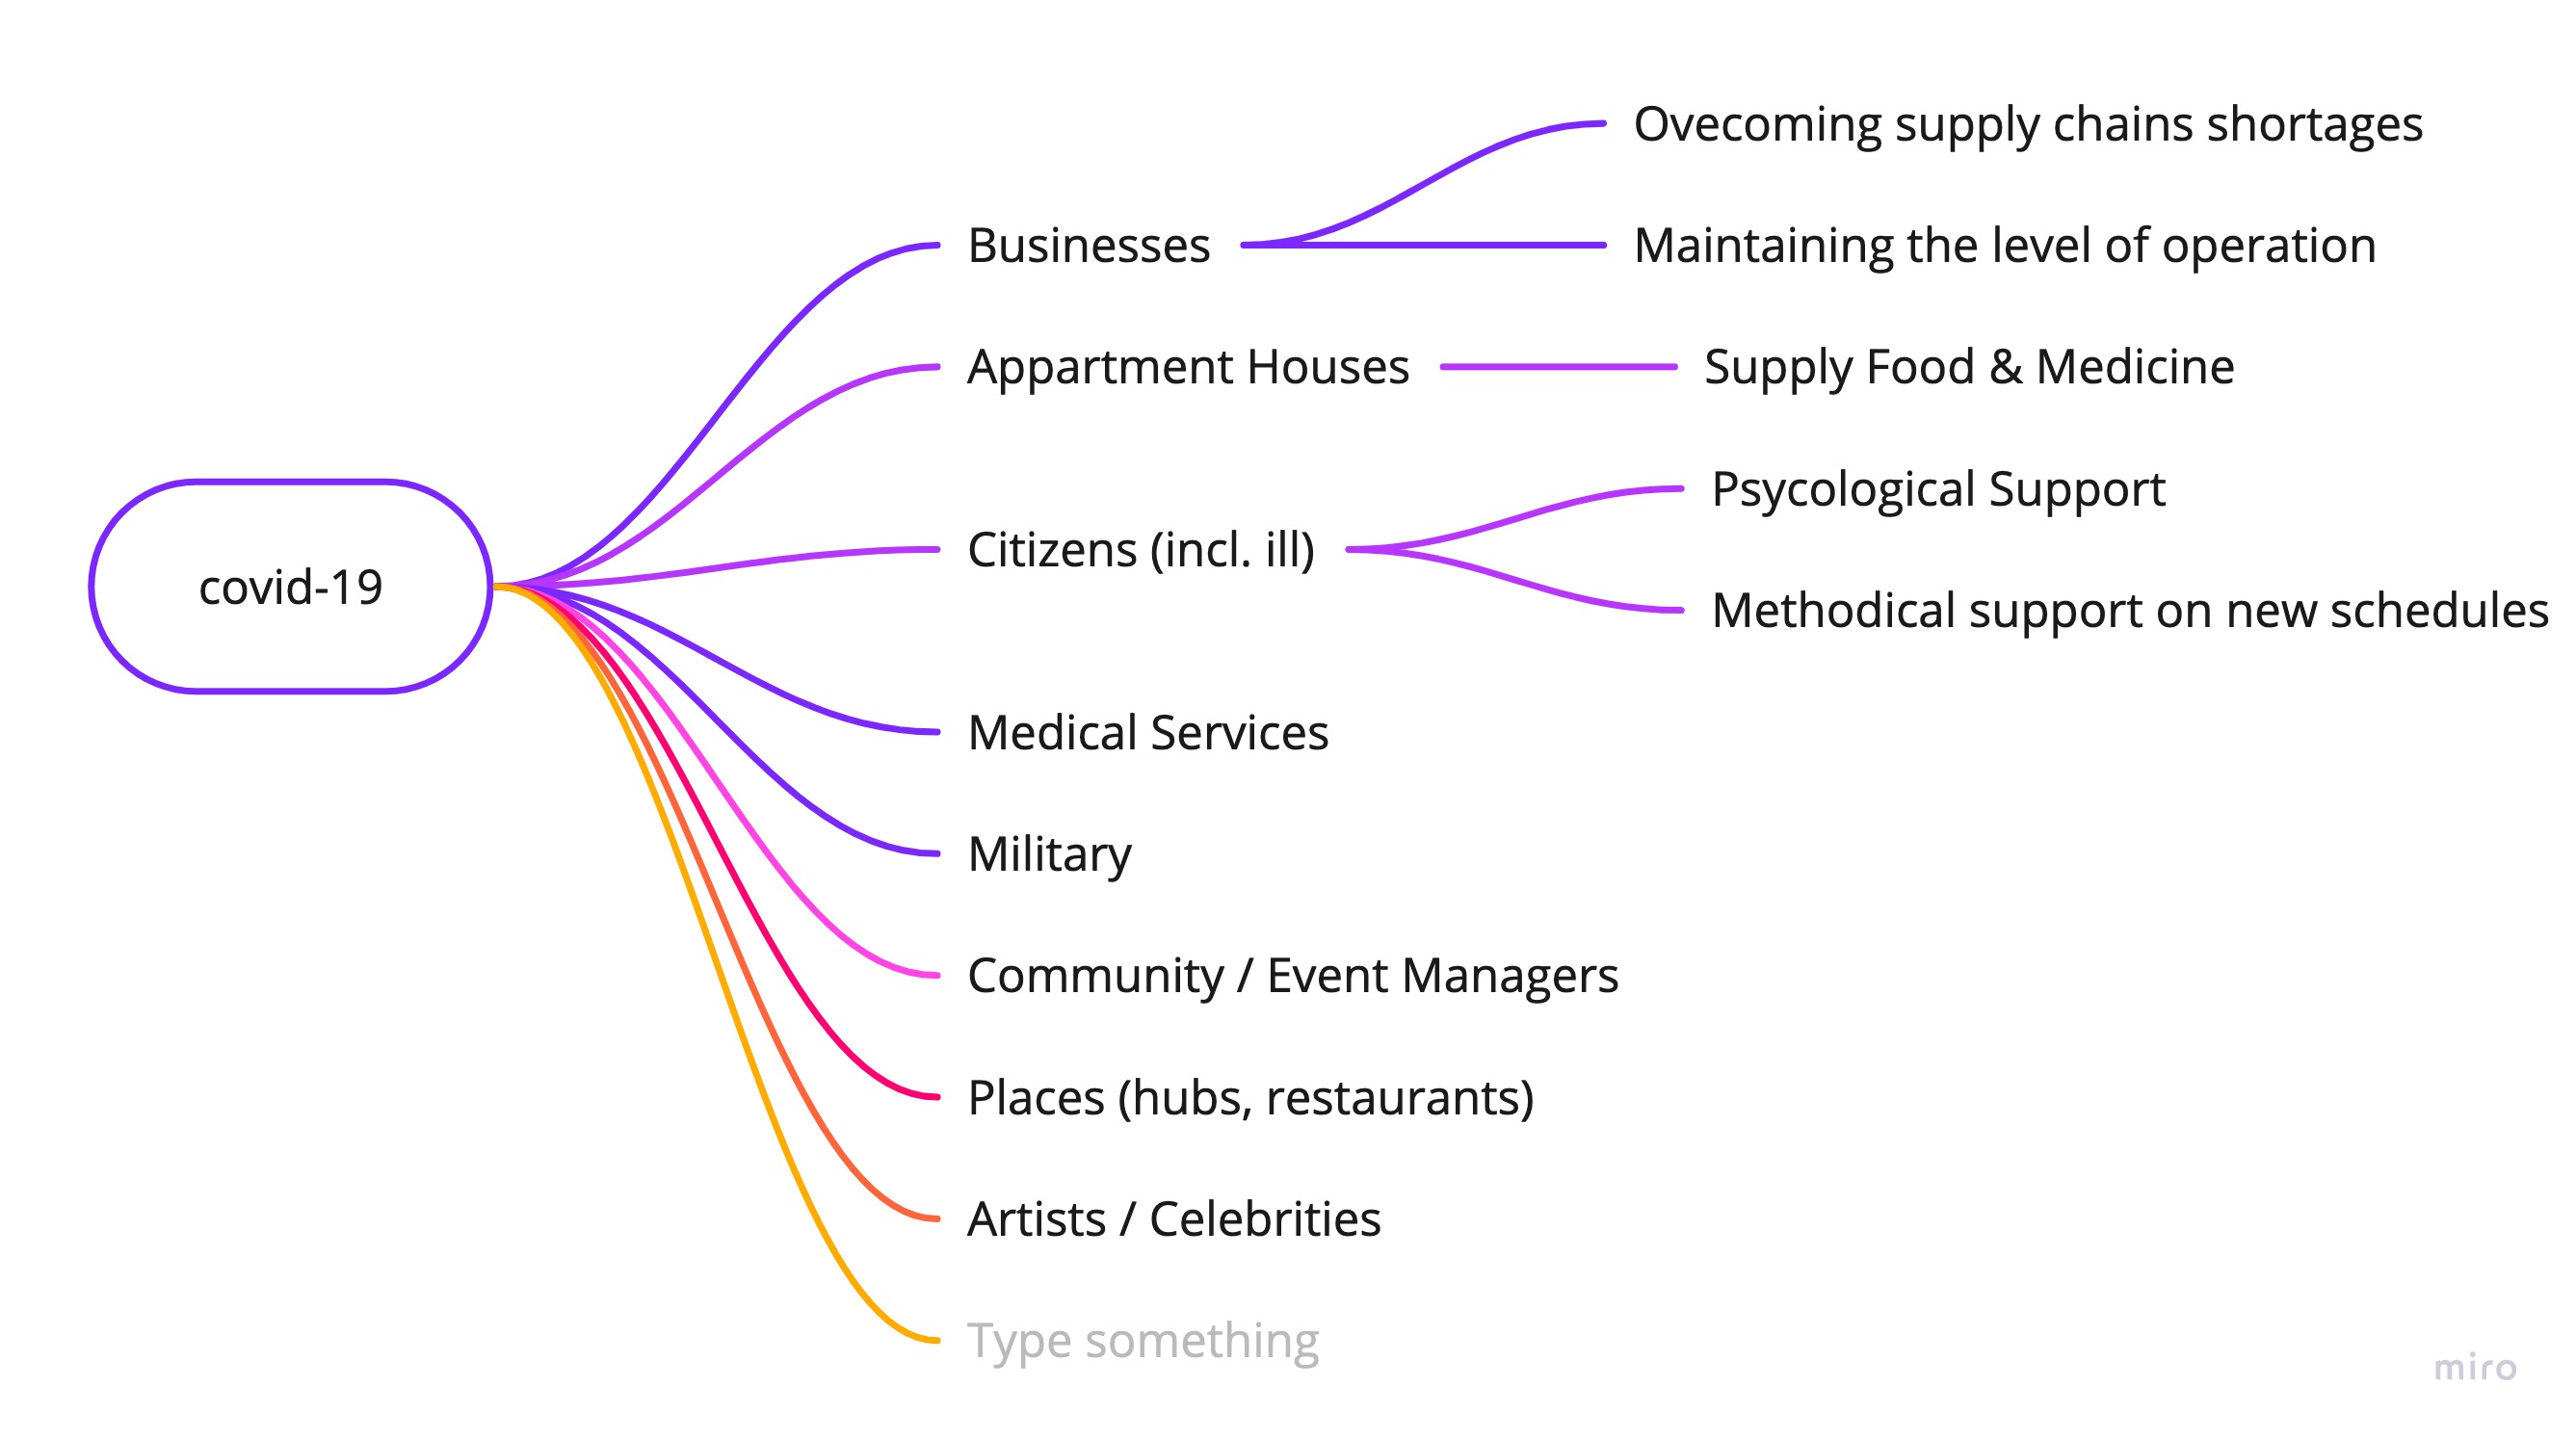 covid-19
Businesses
Ovecoming supply chains shortages
Maintaining the level of operation
Appartment Houses
Supply Food & Medicine
Citizens (incl. ill)
Psycological Support
Methodical support on new schedules
Medical Services
Military
Community / Event Managers
Places (hubs, restaurants)
Artists / Celebrities
Type something
miro